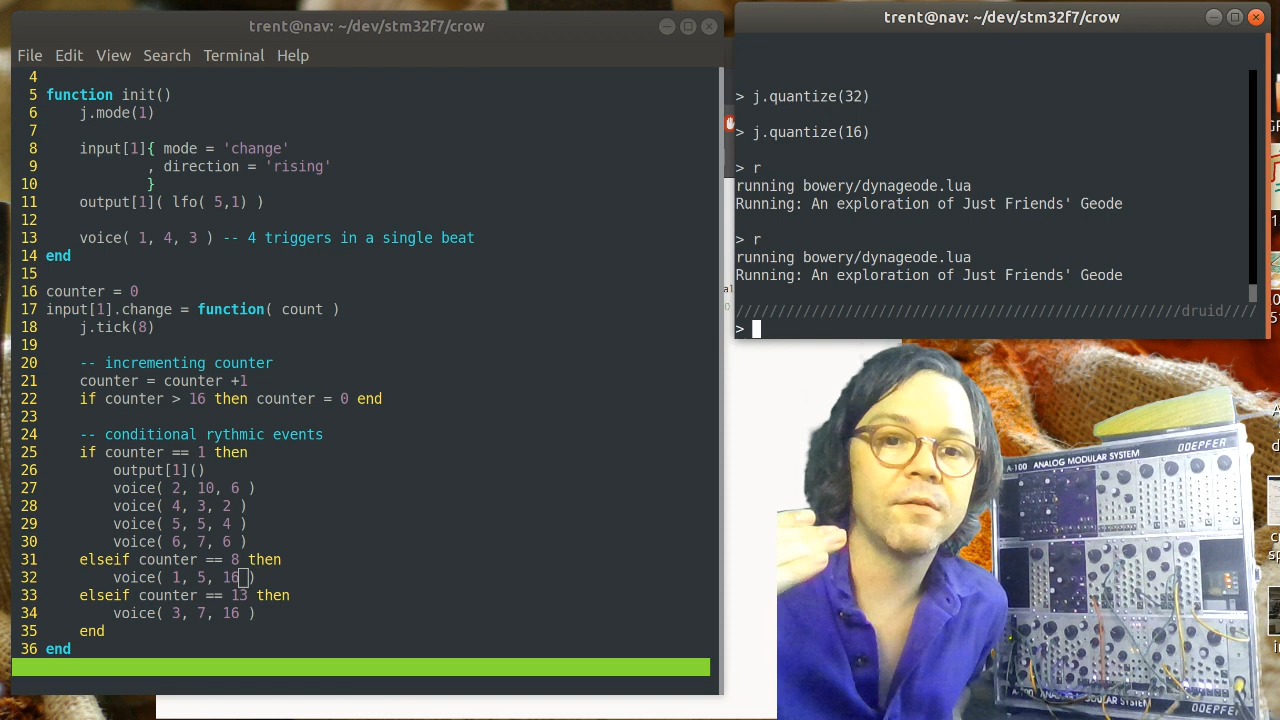 trent@nav: ~/dev/stm32f7/crow
File Edit View Search Terminal Help
4
5 function init()
6 j.mode(1)
7
8 input[1]{ mode = 'change'
9 , direction = 'rising'
10 }
11 output[1]( lfo( 5,1) )
12
13 voice( 1, 4, 3 ) -- 4 triggers in a single beat
14 end
15
16 counter = 0
17 input[1].change = function( count )
18 j.tick(8)
19
20 -- incrementing counter
21 counter = counter +1
22 if counter > 16 then counter = 0 end
23
24 -- conditional rythmic events
25 if counter == 1 then
26 output[1]()
27 voice( 2, 10, 6 )
28 voice( 4, 3, 2 )
29 voice( 5, 5, 4 )
30 voice( 6, 7, 6 )
31 elseif counter == 8 then
32 voice( 1, 5, 16 )
33 elseif counter == 13 then
34 voice( 3, 7, 16 )
35 end
36 end
trent@nav: ~/dev/stm32f7/crow
> j.quantize(32)
> j.quantize(16)
> r
running bowery/dynageode.lua
Running: An exploration of Just Friends' Geode
> r
running bowery/dynageode.lua
Running: An exploration of Just Friends' Geode
/////////////////////////////////////////////////////druid////
>
A-100 ANALOG MODULAR SYSTEM DOEPFER
A-100 ANALOG MODULAR SYSTEM DOEPFER